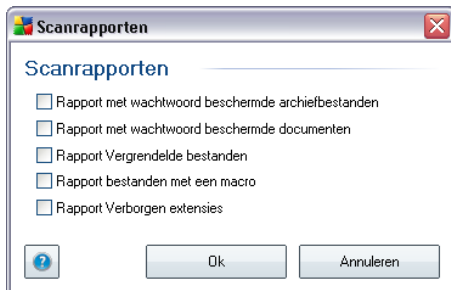 Scanrapporten
Scanrapporten
Rapport met wachtwoord beschermde archiefbestanden
Rapport met wachtwoord beschermde documenten
Rapport Vergrendelde bestanden
Rapport bestanden met een macro
Rapport Verborgen extensies
? Ok Annuleren